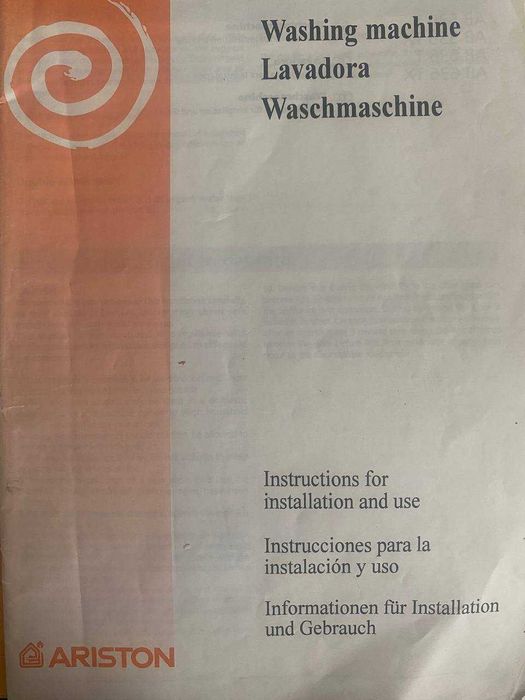 Washing machine
Lavadora
Waschmaschine
Instructions for
installation and use
Instrucciones para la
instalación y uso
Informationen für Installation
und Gebrauch
ARISTON